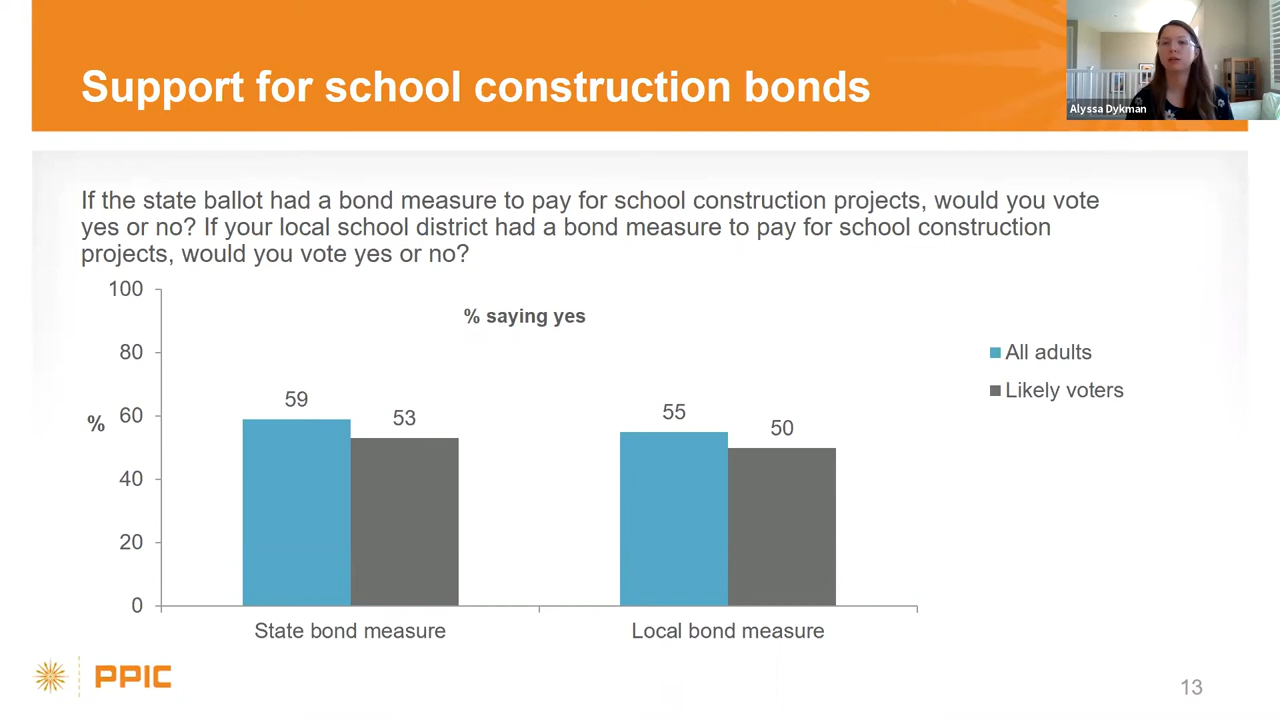 Support for school construction bonds
Alyssa Dykman
If the state ballot had a bond measure to pay for school construction projects, would you vote
yes or no? If your local school district had a bond measure to pay for school construction
projects, would you vote yes or no?
% saying yes
%
100
80
60
40
20
0
59
53
55
50
State bond measure
Local bond measure
All adults
Likely voters
PPIC
13